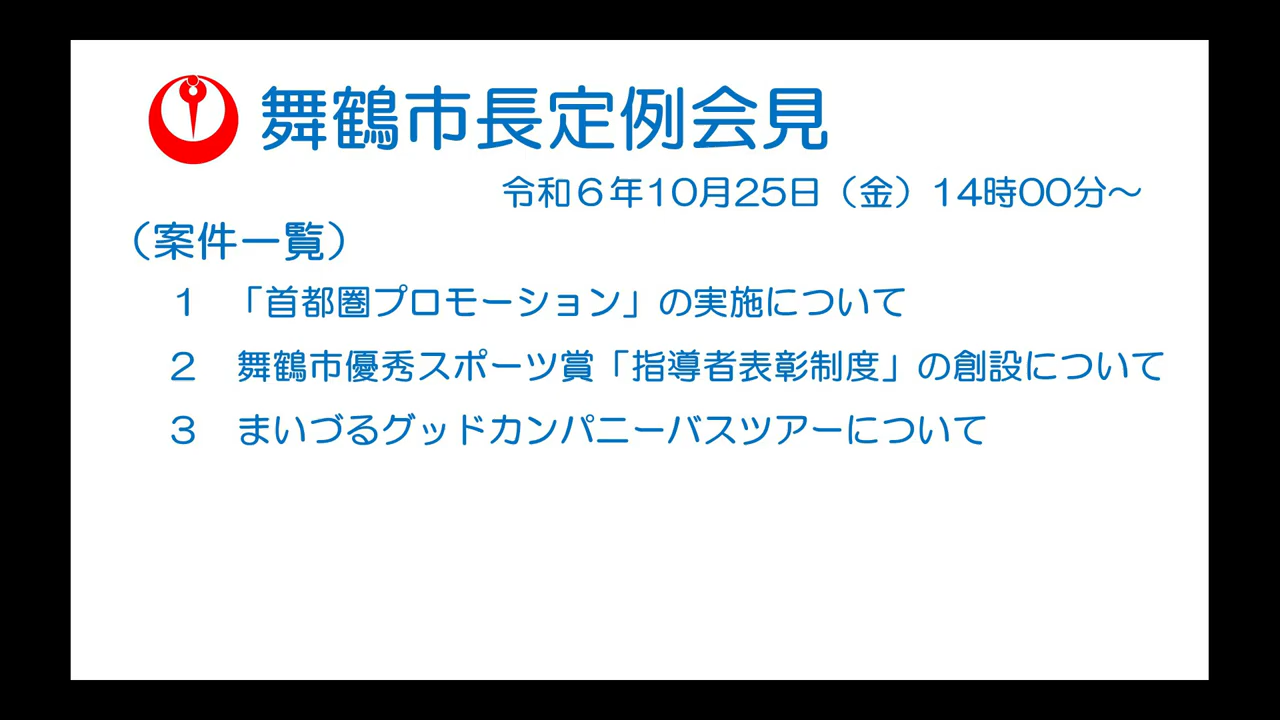 舞鶴市長定例会見
令和６年10月25日（金）14時00分～
（案件一覧）
１　「首都圏プロモーション」の実施について
２　舞鶴市優秀スポーツ賞「指導者表彰制度」の創設について
３　まいづるグッドカンパニーバスツアーについて